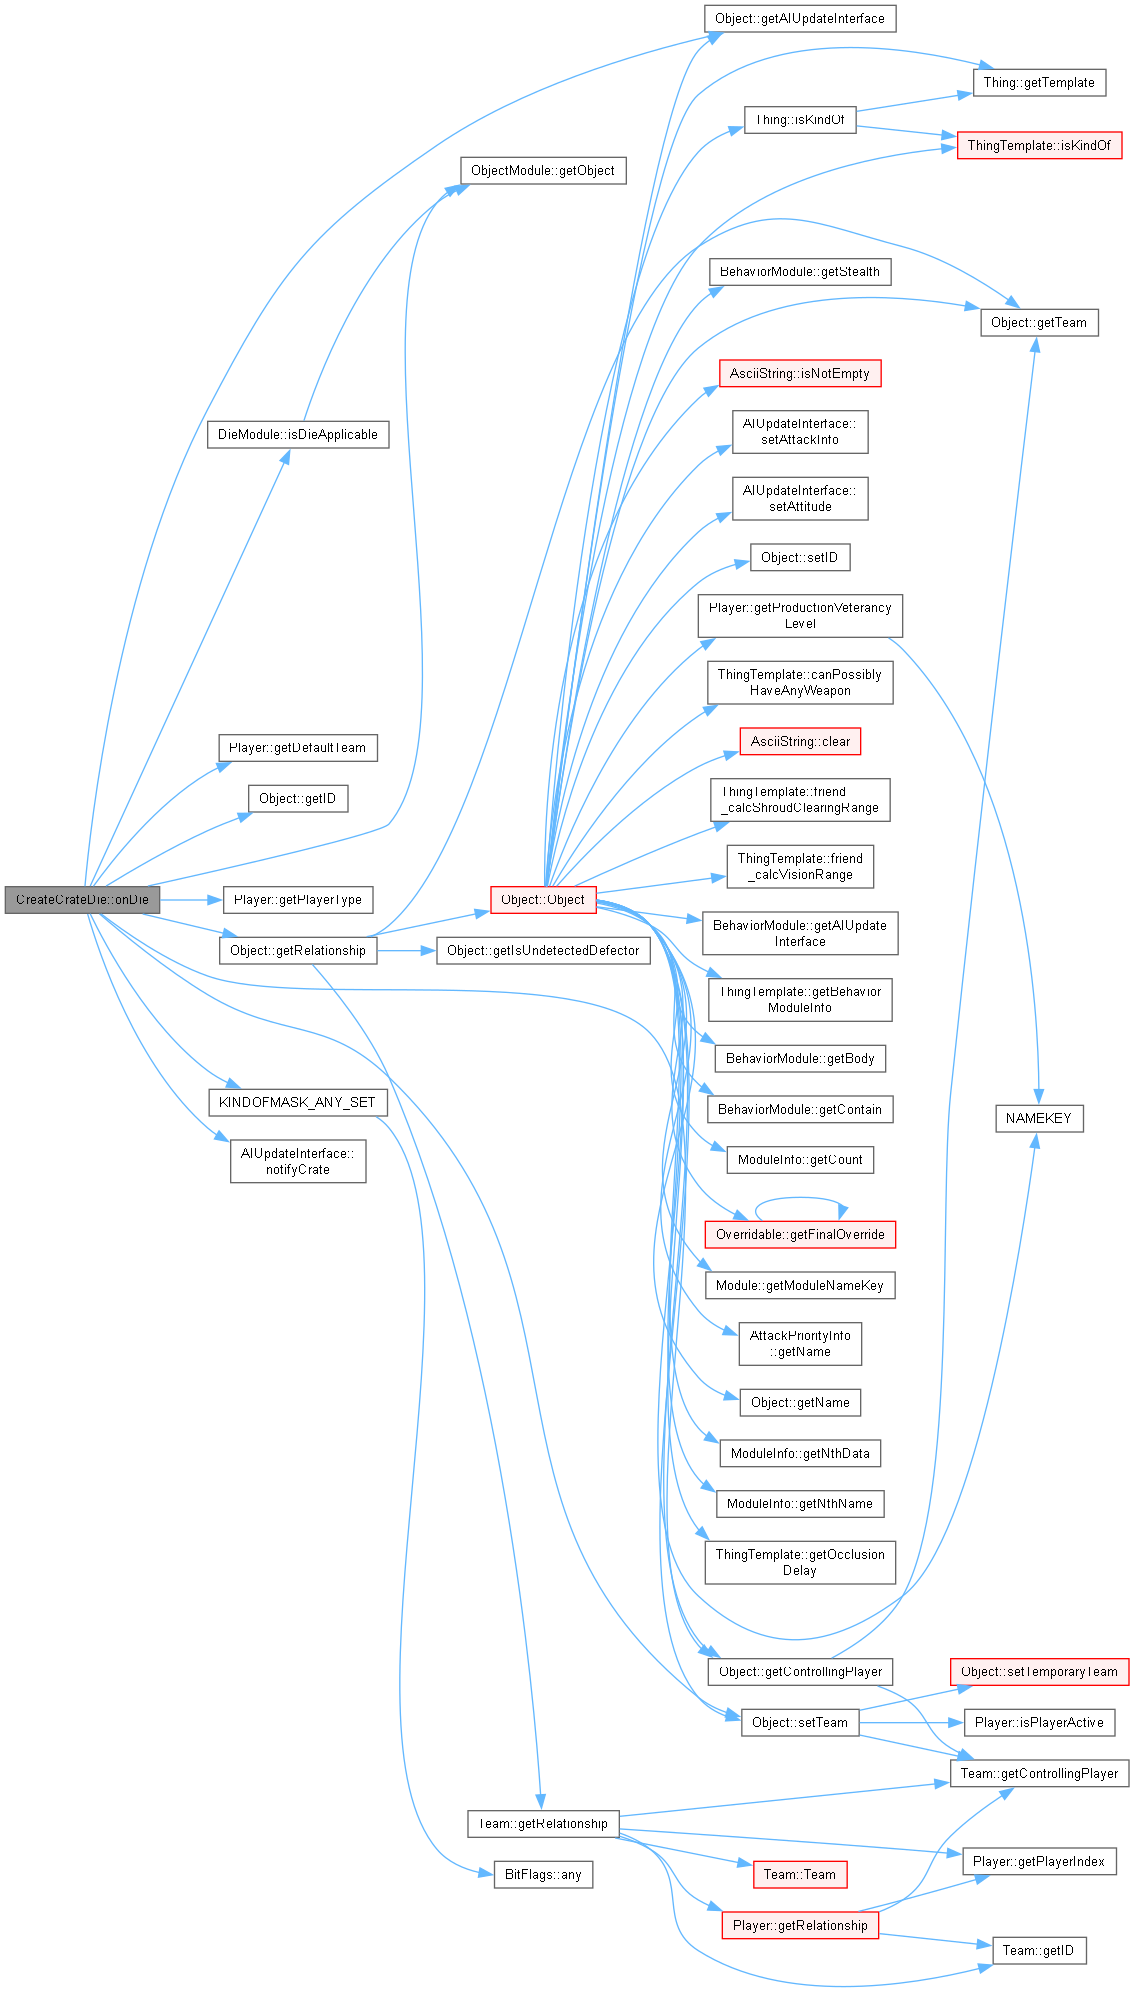 Object::getAIUpdateInterface
Thing::getTemplate
Thing::isKindOf
ThingTemplate::isKindOf
ObjectModule::getObject
BehaviorModule::getStealth
Object::getTeam
AsciiString::isNotEmpty
AIUpdateInterface::
setAttackInfo
DieModule::isDieApplicable
AIUpdateInterface::
setAttitude
Object::setID
Player::getProductionVeterancy
Level
ThingTemplate::canPossibly
HaveAnyWeapon
AsciiString::clear
Player::getDefaultTeam
Object::getID
ThingTemplate::friend
_calcShroudClearingRange
ThingTemplate::friend
_calcVisionRange
CreateCrateDie::onDie
Player::getPlayerType
Object::Object
BehaviorModule::getAIUpdate
Interface
Object::getRelationship
Object::getIsUndetectedDefector
ThingTemplate::getBehavior
ModuleInfo
BehaviorModule::getBody
KINDOFMASK_ANY_SET
BehaviorModule::getContain
NAMEKEY
AIUpdateInterface::
notifyCrate
ModuleInfo::getCount
Overridable::getFinalOverride
Module::getModuleNameKey
AttackPriorityInfo
::getName
Object::getName
ModuleInfo::getNthData
ModuleInfo::getNthName
ThingTemplate::getOcclusion
Delay
Object::getControllingPlayer
Object::setTemporaryTeam
Object::setTeam
Player::isPlayerActive
Team::getControllingPlayer
Team::getRelationship
BitFlags::any
Team::Team
Player::getPlayerIndex
Player::getRelationship
Team::getID